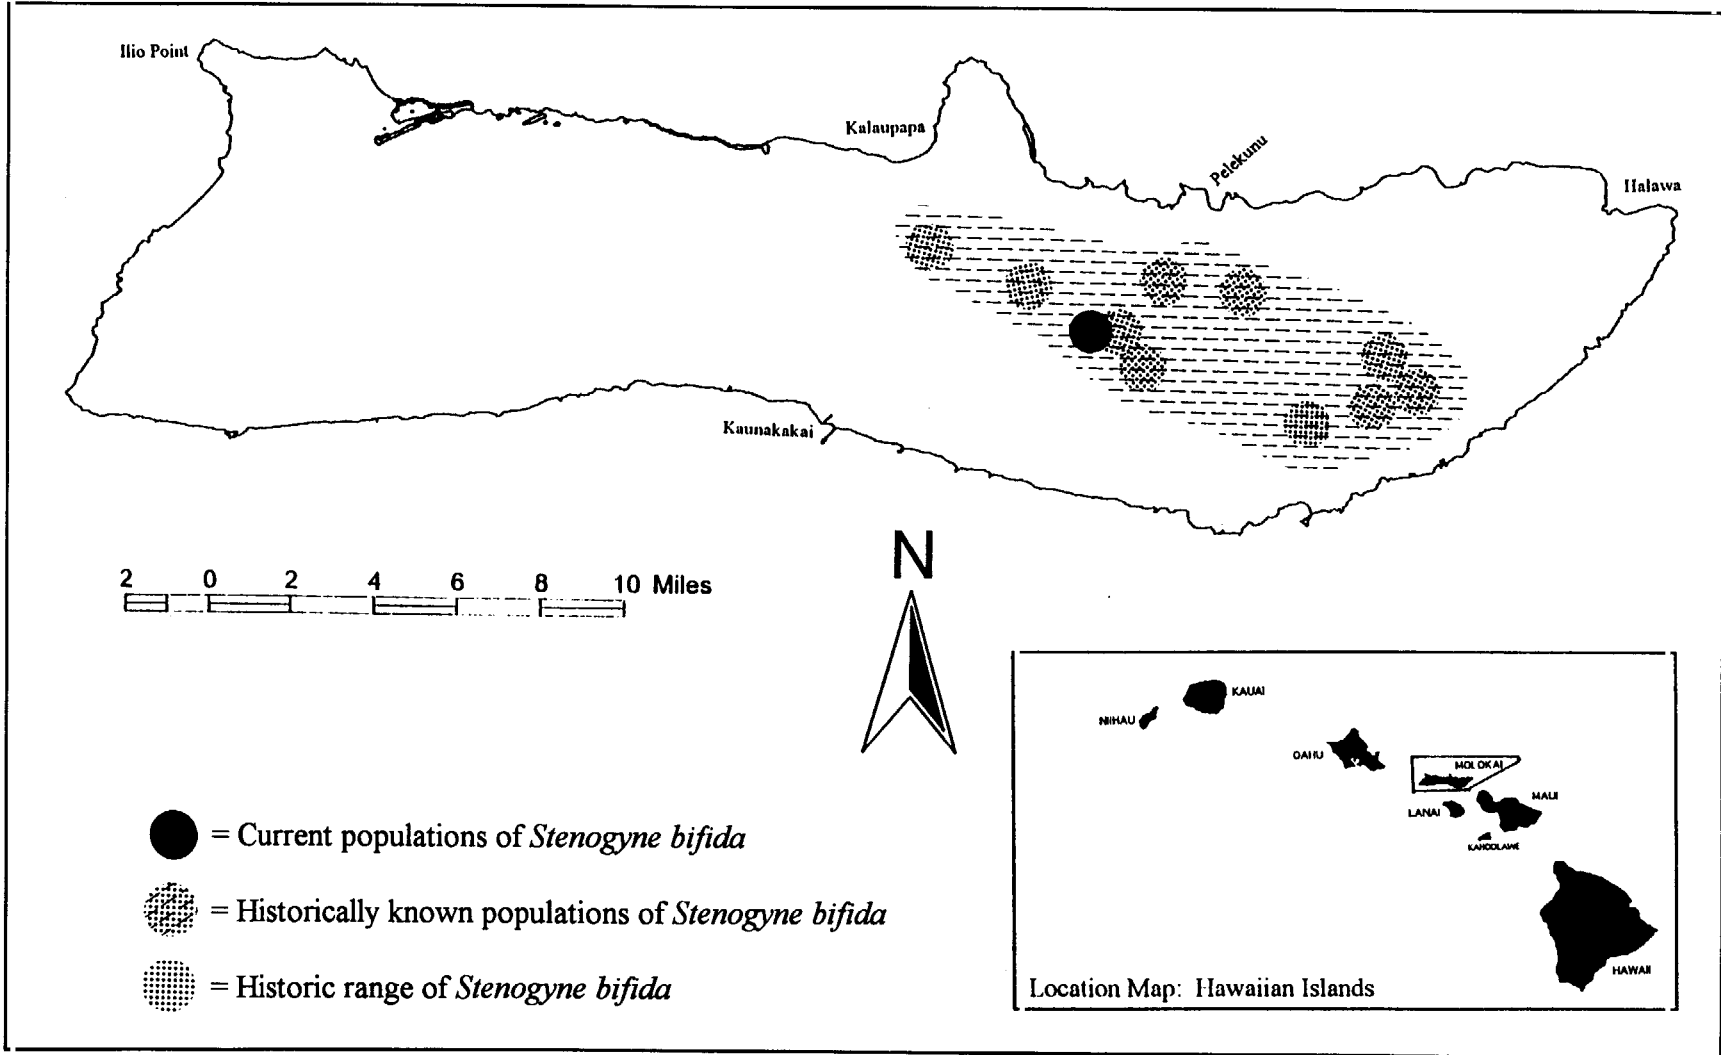 Ilio Point
Kalaupapa
Pelekunu
Halawa
Kaunakakai
N
2 0 2 4 6 8 10 Miles
KAUAI
NIIHAU
OAHU
MOLOKAI
MAUI
LANAI
KAHOOLAWE
HAWAII
Location Map: Hawaiian Islands
= Current populations of Stenogyne bifida
= Historically known populations of Stenogyne bifida
= Historic range of Stenogyne bifida